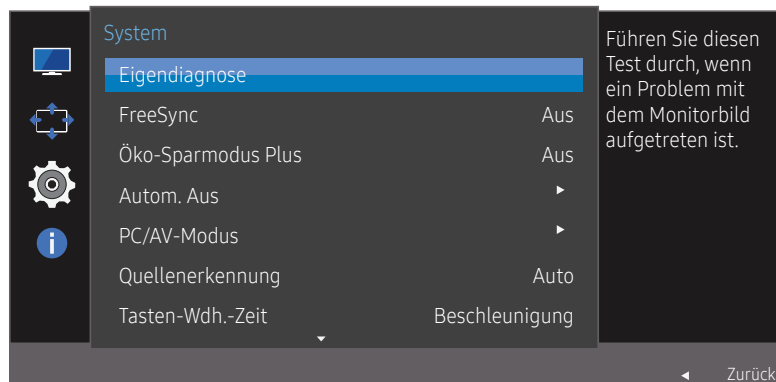 System
Eigendiagnose
FreeSync Aus
Öko-Sparmodus Plus Aus
Autom. Aus
PC/AV-Modus
Quellenerkennung Auto
Tasten-Wdh.-Zeit Beschleunigung
Führen Sie diesen
Test durch, wenn
ein Problem mit
dem Monitorbild
aufgetreten ist.
Zurück